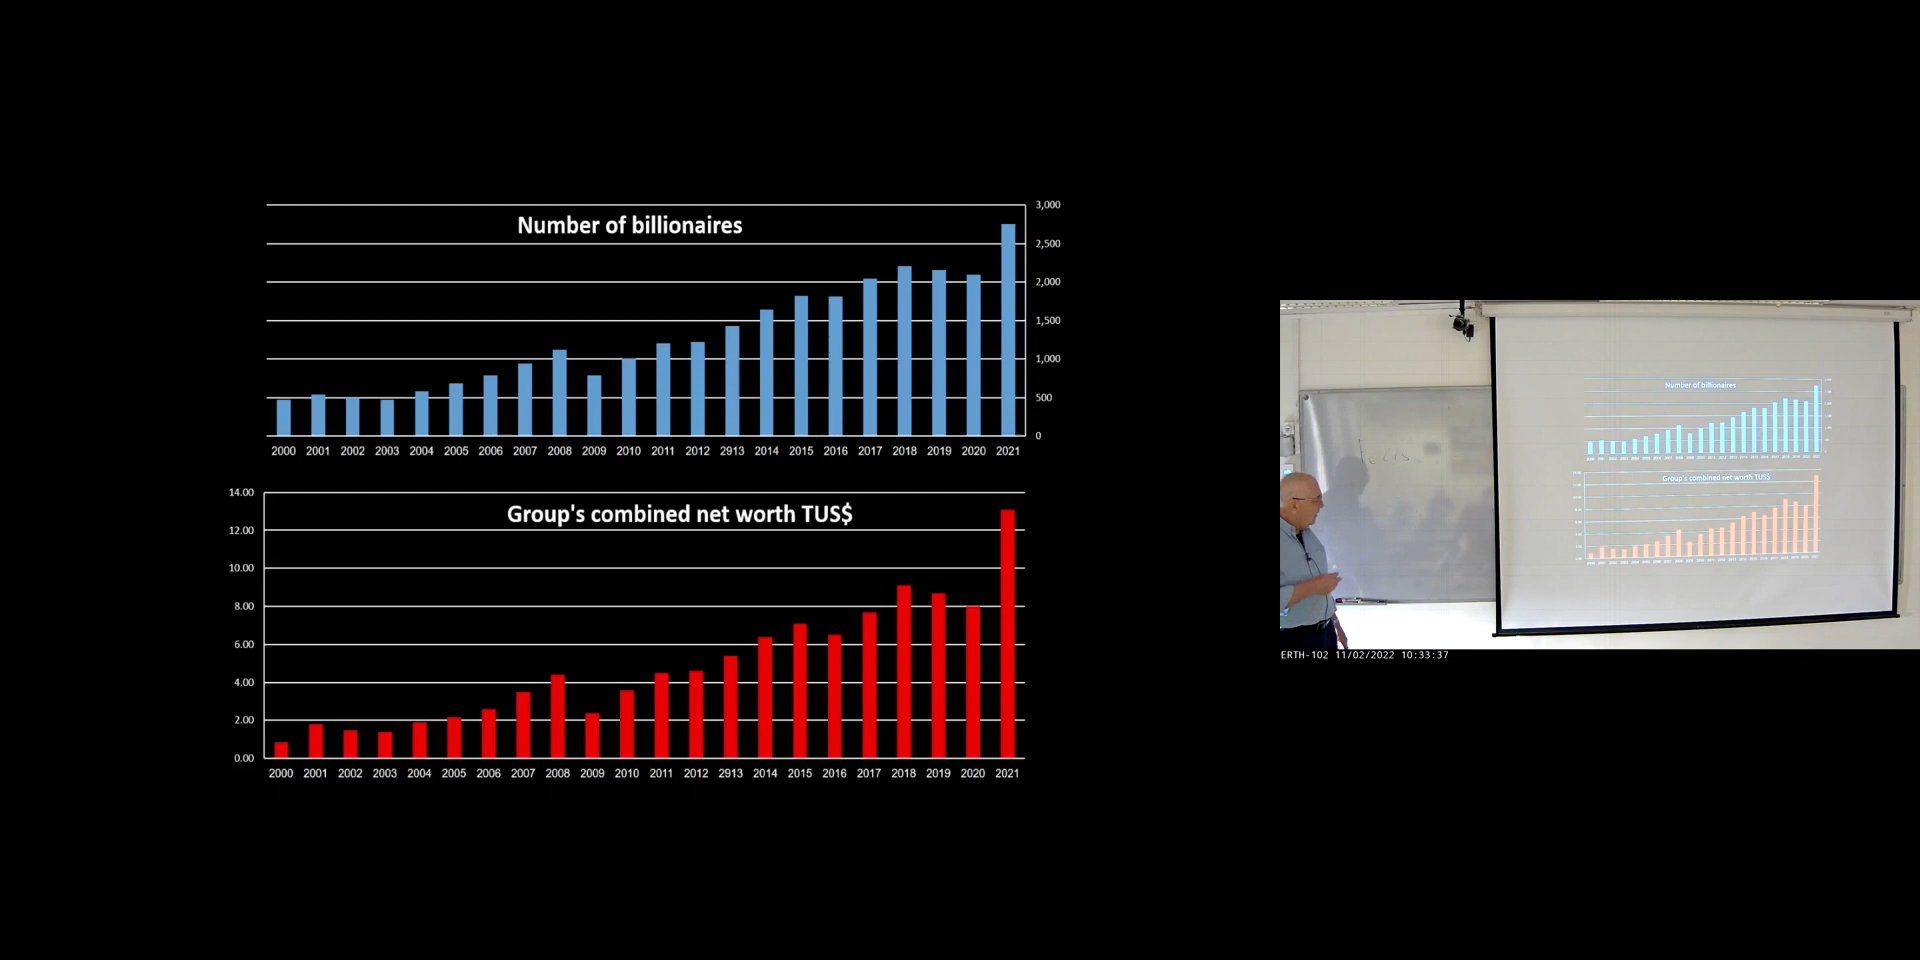 Number of billionaires
3,000
2,500
2,000
1,500
1,000
500
0
2000 2001 2002 2003 2004 2005 2006 2007 2008 2009 2010 2011 2012 2913 2014 2015 2016 2017 2018 2019 2020 2021
Group's combined net worth TUS$
14.00
12.00
10.00
8.00
6.00
4.00
2.00
0.00
2000 2001 2002 2003 2004 2005 2006 2007 2008 2009 2010 2011 2012 2913 2014 2015 2016 2017 2018 2019 2020 2021
Number of billionaires
Group's combined net worth TUS$
ERTH-102 11/02/2022 10:33:37